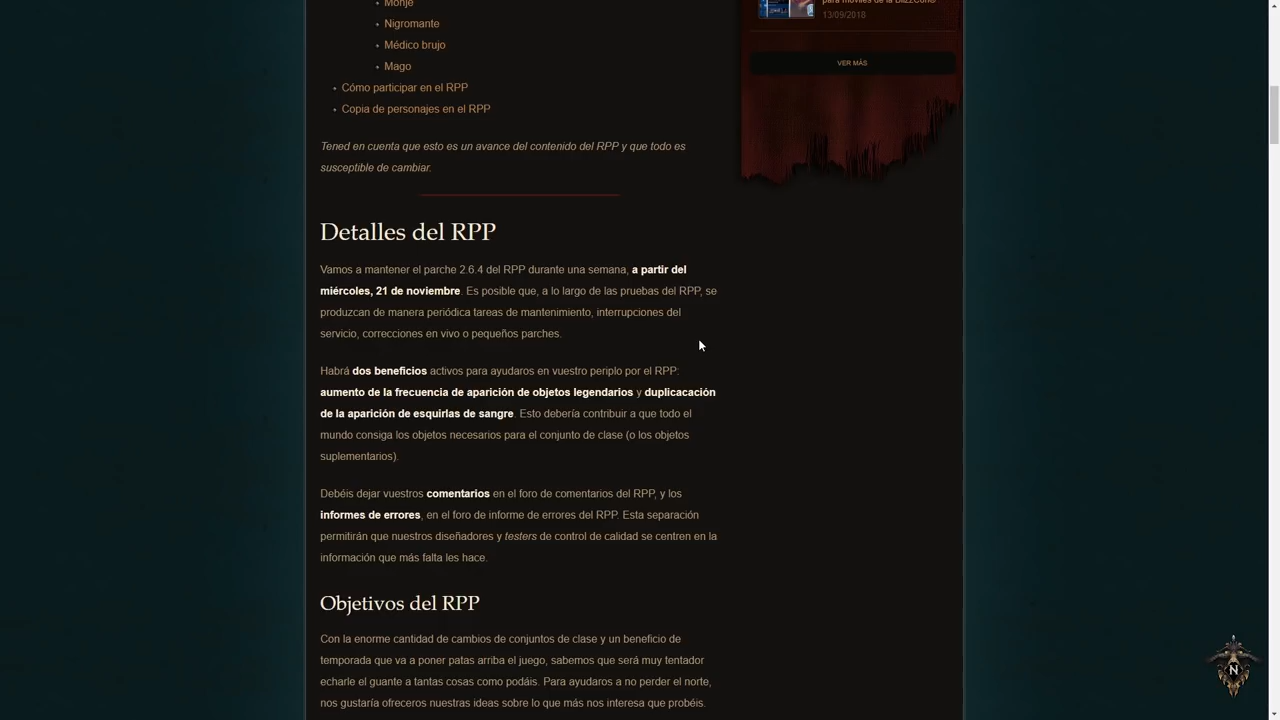 Monje
para móviles de la BlizzCon®
13/09/2018
Nigromante
Médico brujo
VER MÁS
Mago
Cómo participar en el RPP
Copia de personajes en el RPP
Tened en cuenta que esto es un avance del contenido del RPP y que todo es
susceptible de cambiar.
Detalles del RPP
Vamos a mantener el parche 2.6.4 del RPP durante una semana, a partir del
miércoles, 21 de noviembre. Es posible que, a lo largo de las pruebas del RPP, se
produzcan de manera periódica tareas de mantenimiento, interrupciones del
servicio, correcciones en vivo o pequeños parches.
Habrá dos beneficios activos para ayudaros en vuestro periplo por el RPP:
aumento de la frecuencia de aparición de objetos legendarios y duplicacación
de la aparición de esquirlas de sangre. Esto debería contribuir a que todo el
mundo consiga los objetos necesarios para el conjunto de clase (o los objetos
suplementarios).
Debéis dejar vuestros comentarios en el foro de comentarios del RPP, y los
informes de errores, en el foro de informe de errores del RPP. Esta separación
permitirán que nuestros diseñadores y testers de control de calidad se centren en la
información que más falta les hace.
Objetivos del RPP
Con la enorme cantidad de cambios de conjuntos de clase y un beneficio de
temporada que va a poner patas arriba el juego, sabemos que será muy tentador
echarle el guante a tantas cosas como podáis. Para ayudaros a no perder el norte,
nos gustaría ofreceros nuestras ideas sobre lo que más nos interesa que probéis.
N